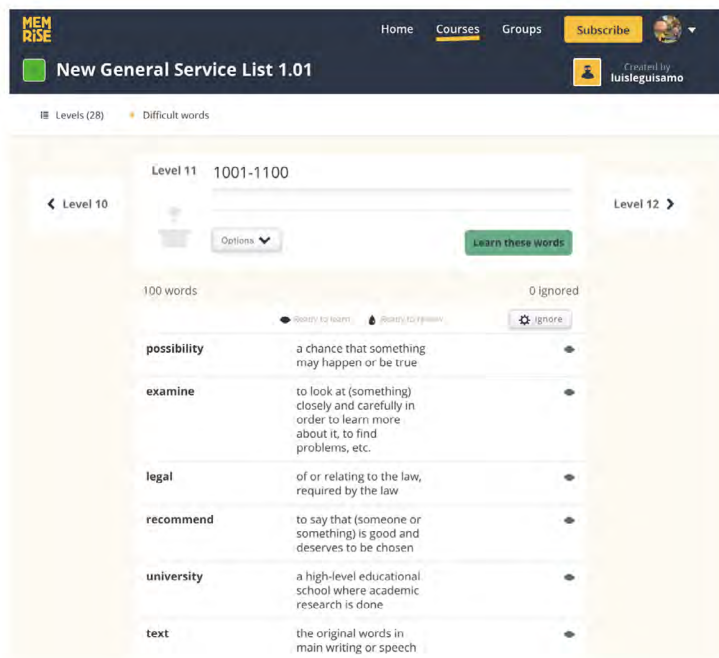 MEM
RiSE
Home Courses Groups Subscribe
New General Service List 1.01
Created by
luisleguisamo
Levels (28) Difficult words
Level 11 1001-1100
Level 10
Level 12
Options
Learn these words
100 words 0 ignored
Ready to learn Ready to review Ignore
possibility a chance that something
may happen or be true
examine to look at (something)
closely and carefully in
order to learn more
about it, to find
problems, etc.
legal of or relating to the law,
required by the law
recommend to say that (someone or
something) is good and
deserves to be chosen
university a high-level educational
school where academic
research is done
text the original words in
main writing or speech